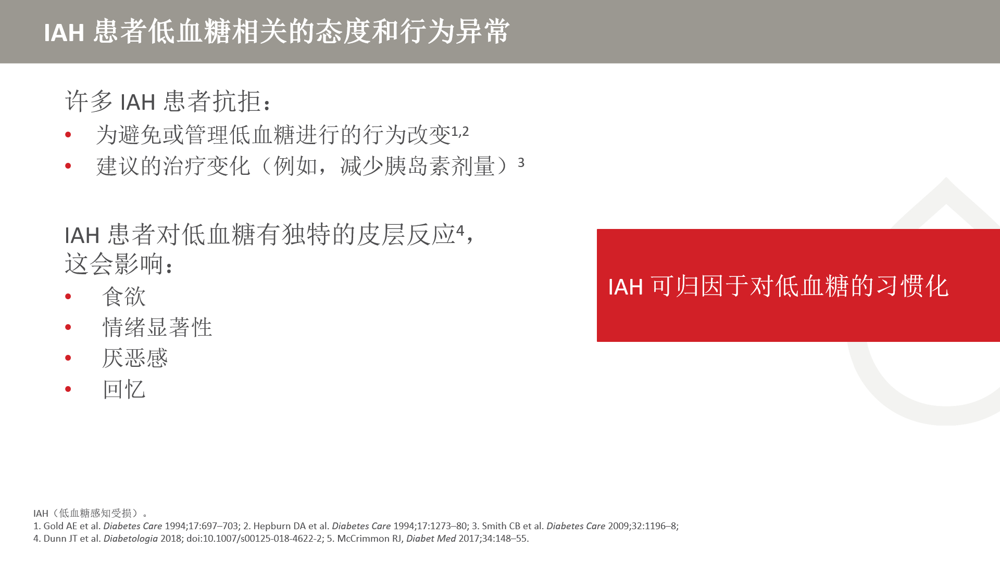 IAH 患者低血糖相关的态度和行为异常
许多 IAH 患者抗拒：
• 为避免或管理低血糖进行的行为改变1,2
• 建议的治疗变化（例如，减少胰岛素剂量）3
IAH 患者对低血糖有独特的皮层反应4，
这会影响：
• 食欲
• 情绪显著性
• 厌恶感
• 回忆
IAH 可归因于对低血糖的习惯化
IAH（低血糖感知受损）。
1. Gold AE et al. Diabetes Care 1994;17:697–703; 2. Hepburn DA et al. Diabetes Care 1994;17:1273–80; 3. Smith CB et al. Diabetes Care 2009;32:1196–8;
4. Dunn JT et al. Diabetologia 2018; doi:10.1007/s00125-018-4622-2; 5. McCrimmon RJ, Diabet Med 2017;34:148–55.